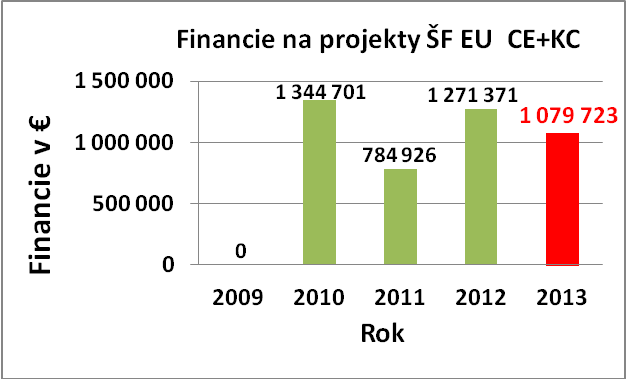 Financie na projekty ŠF EU  CE+KC
Financie v €
1 500 000
1 000 000
500 000
0
0
1 344 701
784 926
1 271 371
1 079 723
2009
2010
2011
2012
2013
Rok